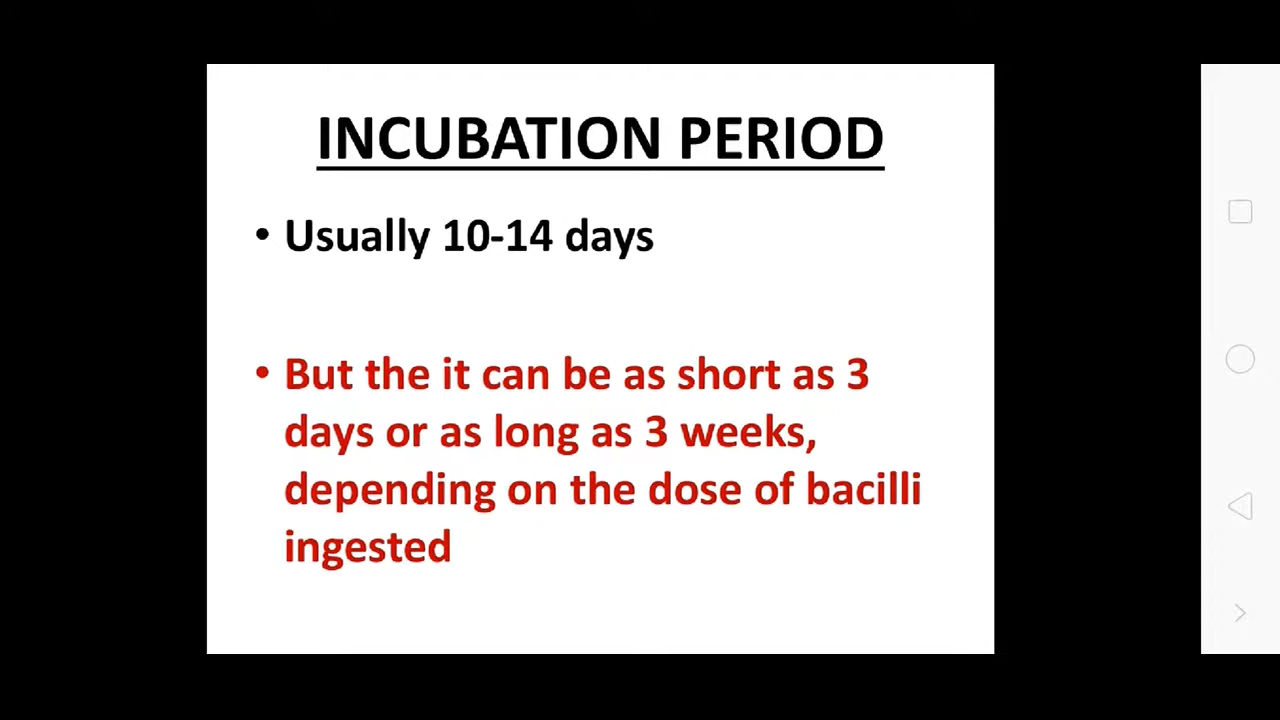 INCUBATION PERIOD
• Usually 10-14 days
• But the it can be as short as 3
days or as long as 3 weeks,
depending on the dose of bacilli
ingested